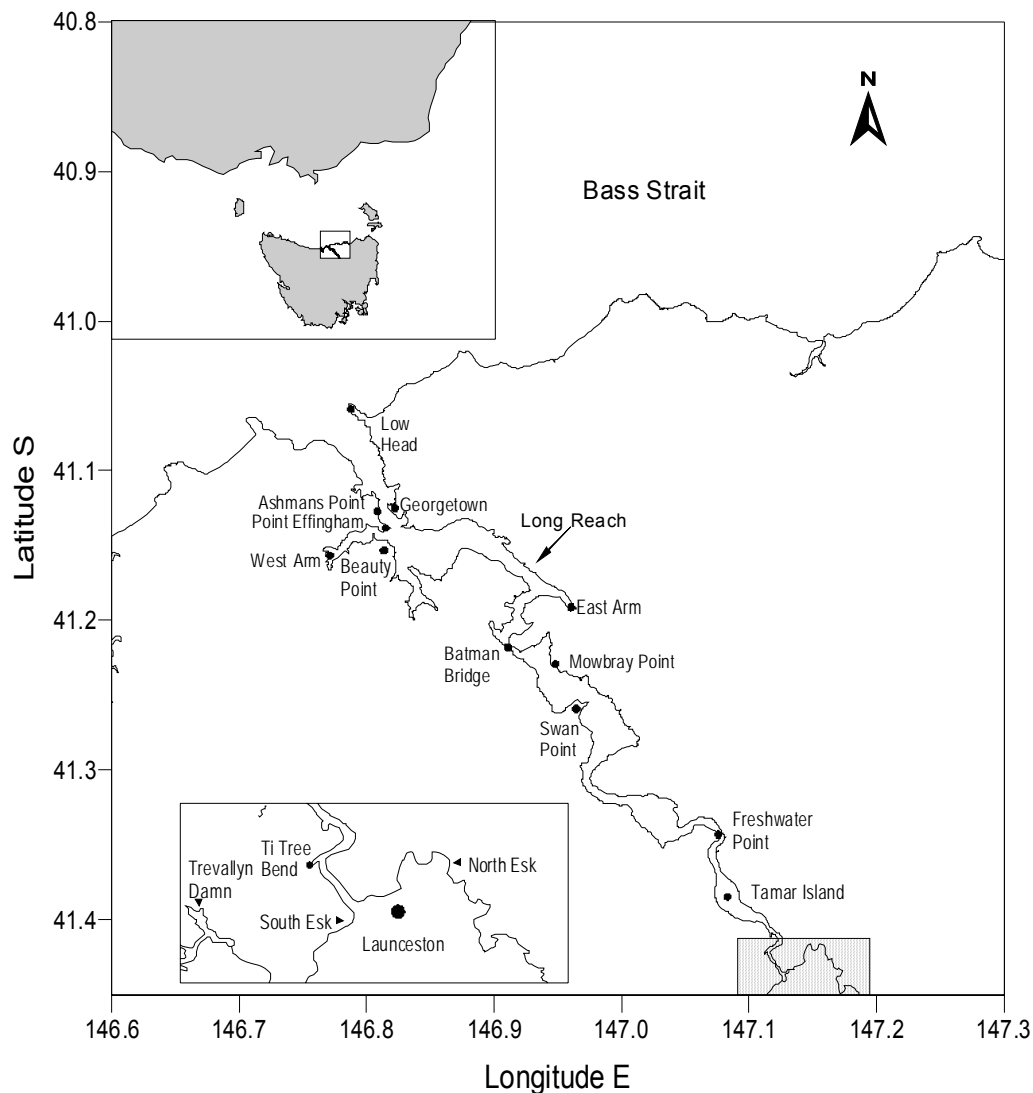 40.8
40.9
41.0
41.1
41.2
41.3
41.4
Latitude S
N
Bass Strait
Low
Head
Ashmans Point
Georgetown
Point Effingham
Long Reach
West Arm
Beauty
Point
East Arm
Batman
Bridge
Mowbray Point
Swan
Point
Freshwater
Point
Tamar Island
Ti Tree
Bend
Trevallyn
Damn
North Esk
South Esk
Launceston
146.6
146.7
146.8
146.9
147.0
147.1
147.2
147.3
Longitude E